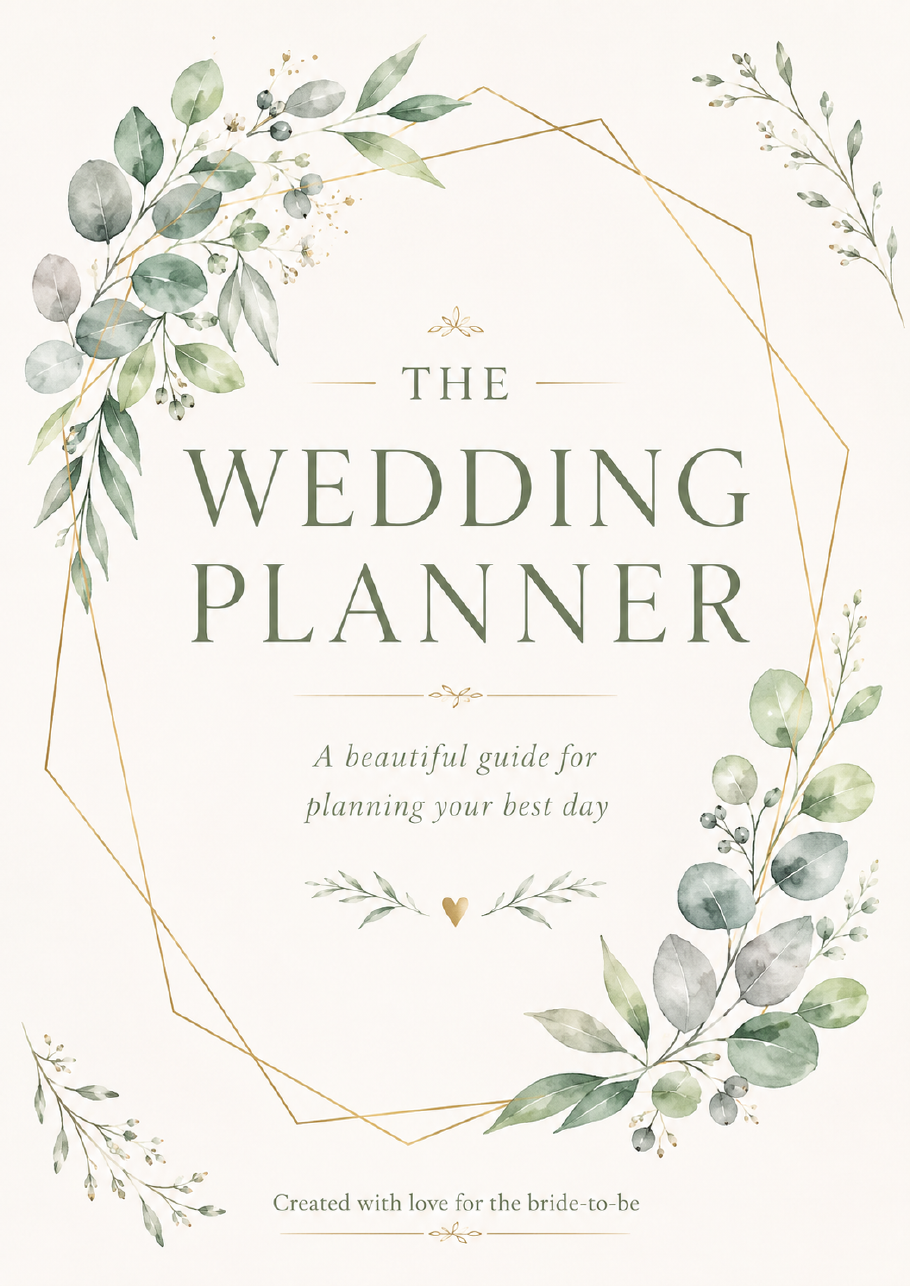 THE
WEDDING
PLANNER
A beautiful guide for
planning your best day
Created with love for the bride-to-be